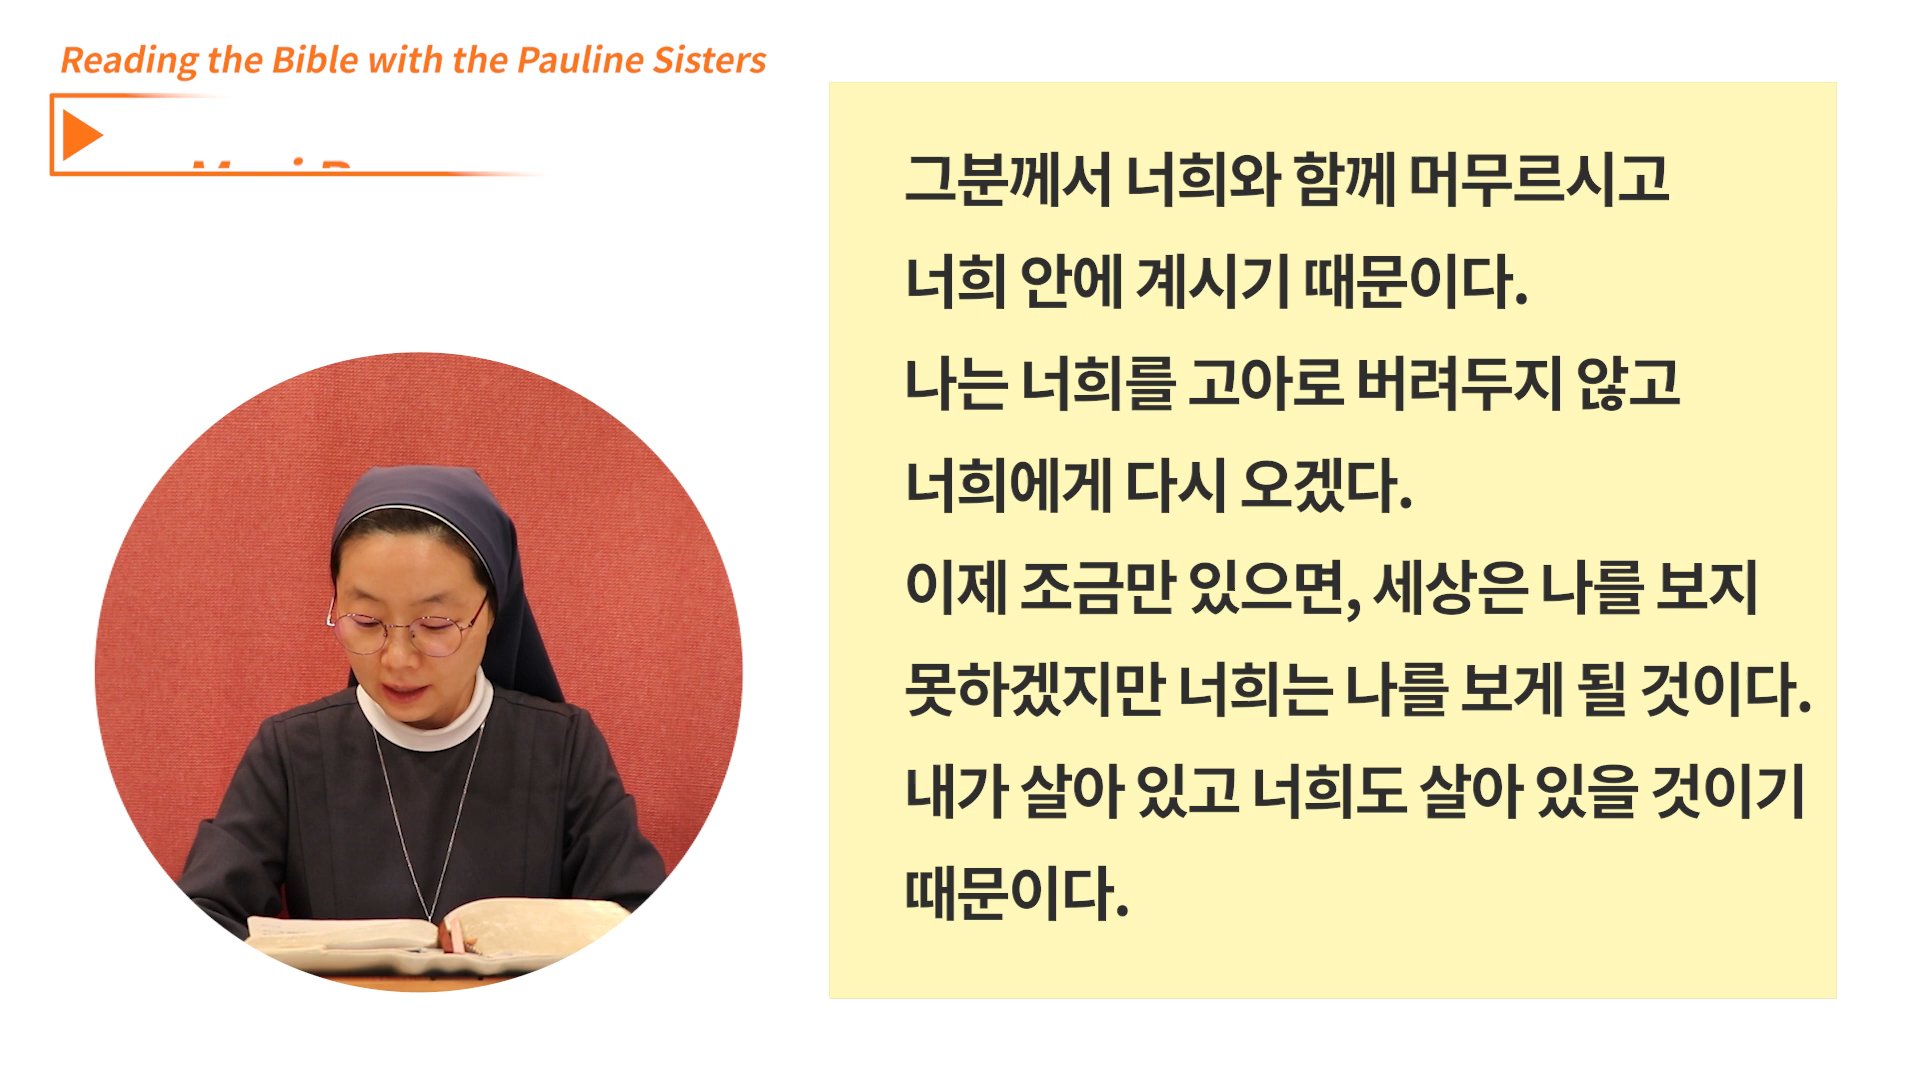 Reading the Bible with the Pauline Sisters
그분께서 너희와 함께 머무르시고
너희 안에 계시기 때문이다.
나는 너희를 고아로 버려두지 않고
너희에게 다시 오겠다.
이제 조금만 있으면, 세상은 나를 보지
못하겠지만 너희는 나를 보게 될 것이다.
내가 살아 있고 너희도 살아 있을 것이기
때문이다.